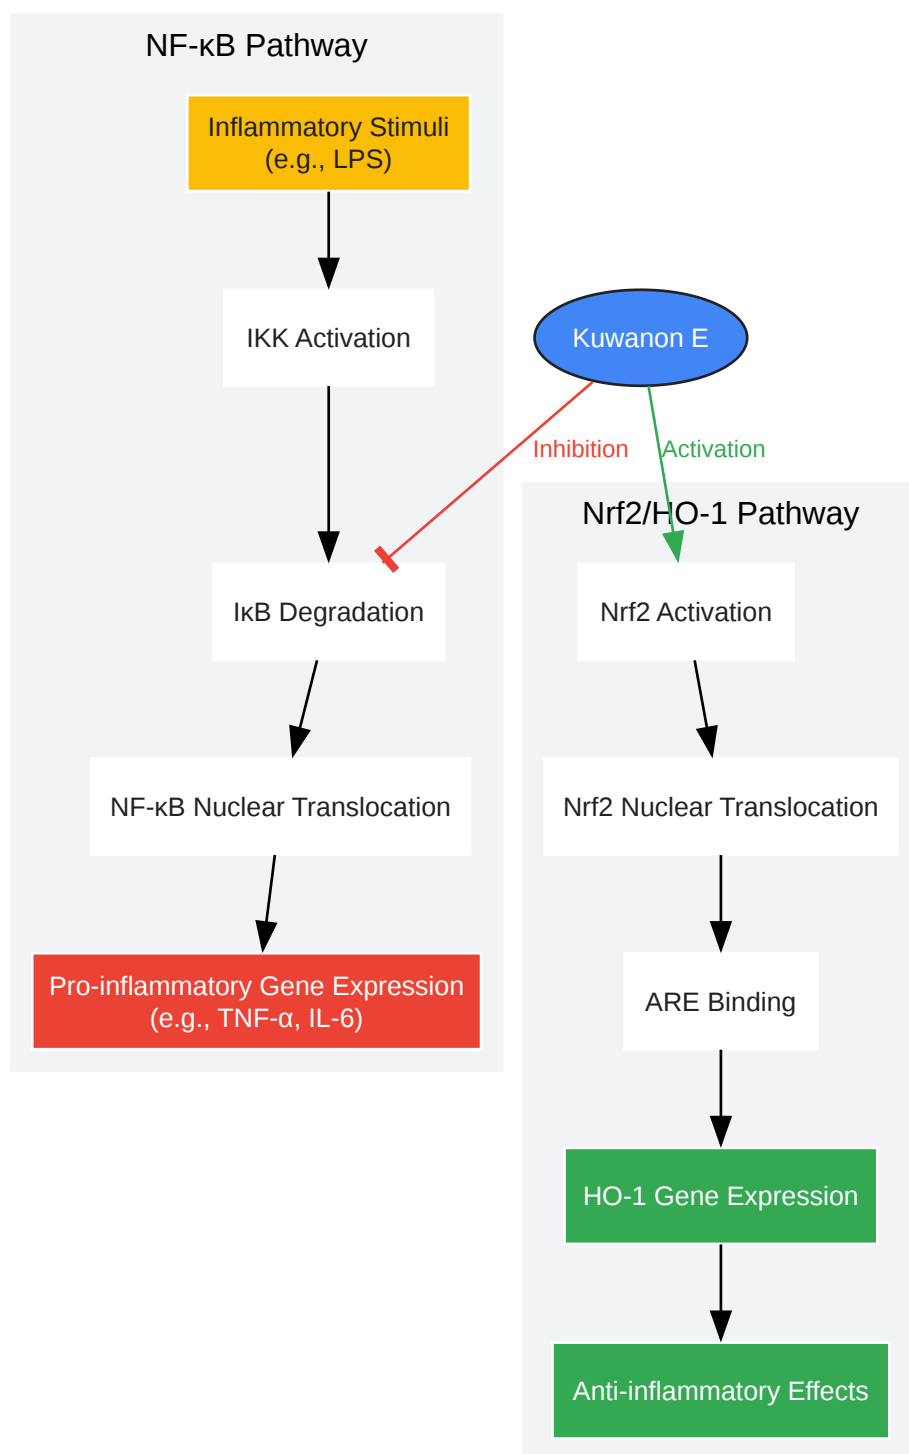 NF-κB Pathway
Inflammatory Stimuli
(e.g., LPS)
IKK Activation
Kuwanon E
Inhibition
Activation
Nrf2/HO-1 Pathway
IκB Degradation
Nrf2 Activation
NF-κB Nuclear Translocation
Nrf2 Nuclear Translocation
Pro-inflammatory Gene Expression
(e.g., TNF-α, IL-6)
ARE Binding
HO-1 Gene Expression
Anti-inflammatory Effects